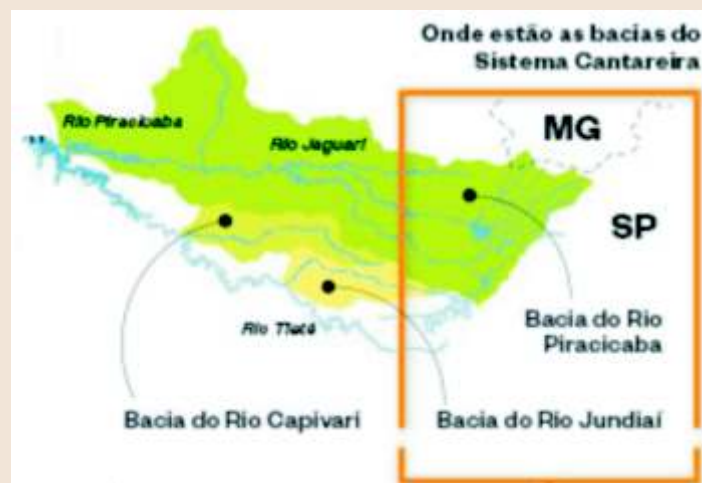 Onde estão as bacias do
Sistema Cantareira
MG
Rio Piracicaba
Rio Jaguari
SP
Rio Tietê
Bacia do Rio
Piracicaba
Bacia do Rio Capivari
Bacia do Rio Jundiaí